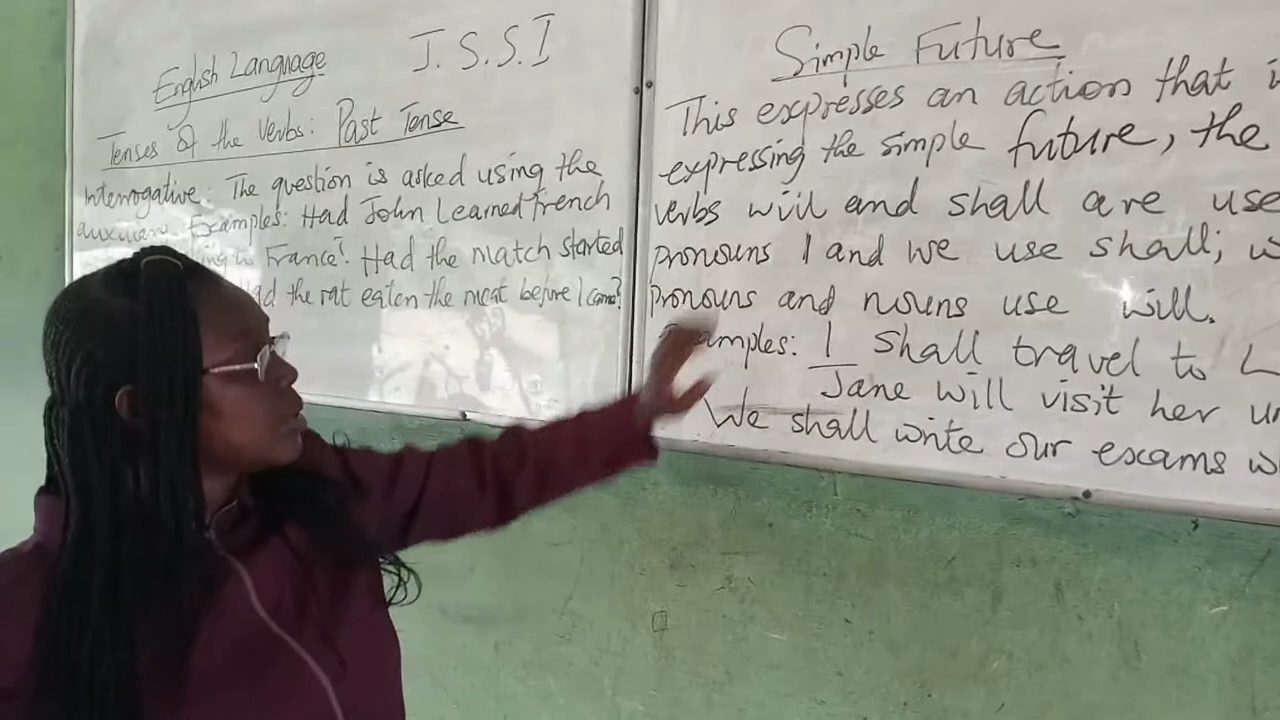 English Language
J.S.S.I
Tenses of the verbs: Past Tense
Interrogative: The question is asked using the
Examples: Had John Learned French
France? Had the match started
the rat eaten the meat before I came?
Simple Future
This expresses an action that
expressing the simple future, the
verbs will and shall are
pronouns I and we use shall;
pronouns and nouns use will.
I shall travel to
Jane will visit her
We shall write our exams